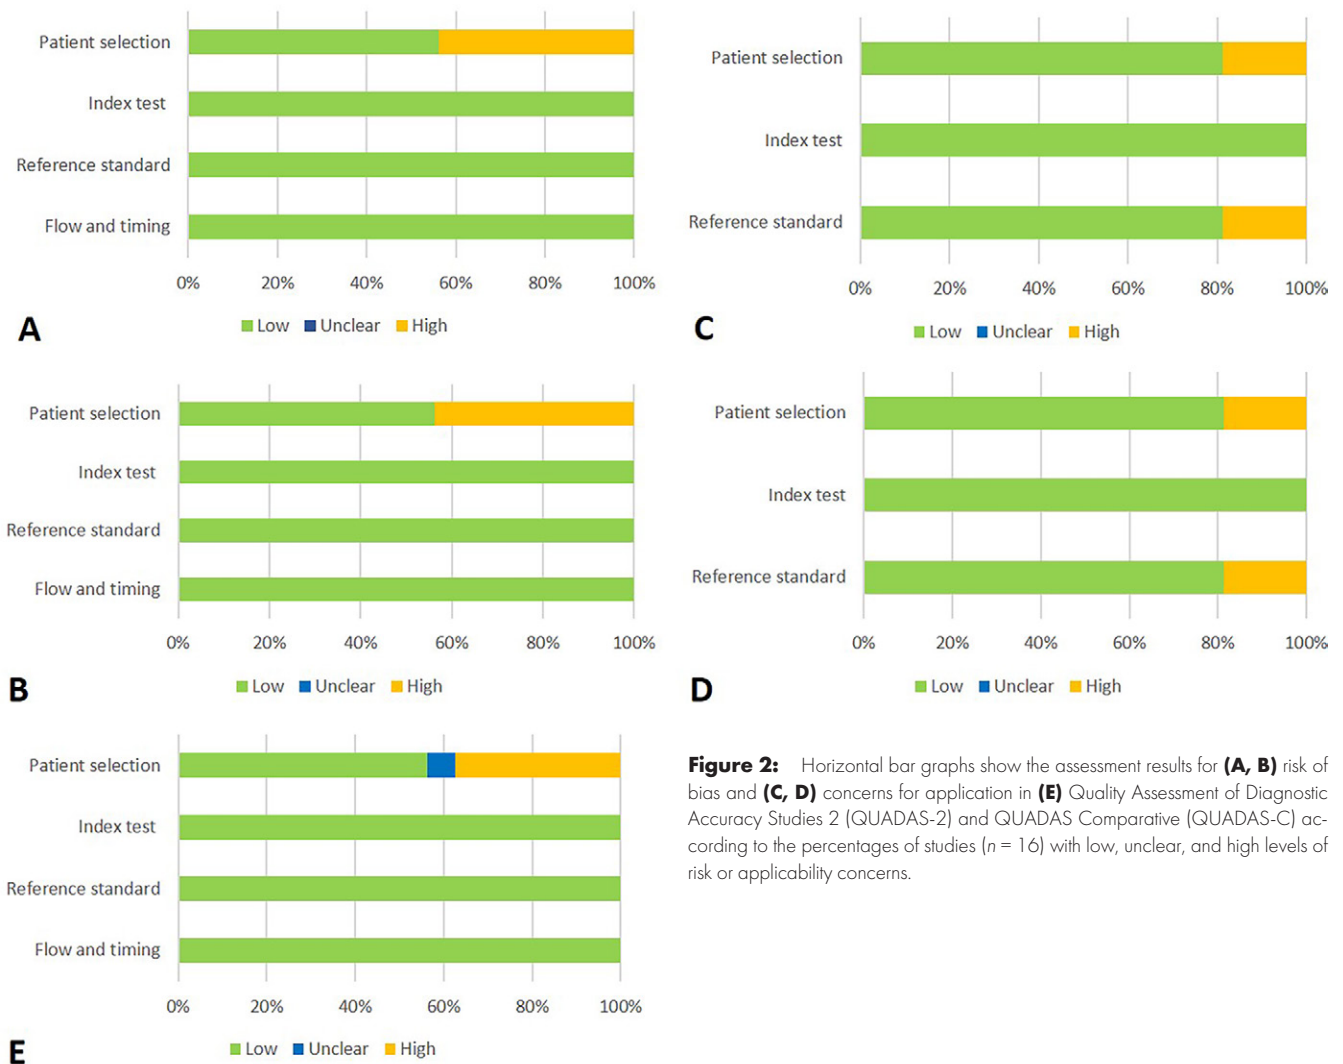 Patient selection
Index test
Reference standard
Flow and timing
0% 20% 40% 60% 80% 100%
Low Unclear High
A
Patient selection
Index test
Reference standard
Flow and timing
0% 20% 40% 60% 80% 100%
Low Unclear High
B
Patient selection
Index test
Reference standard
Flow and timing
0% 20% 40% 60% 80% 100%
Low Unclear High
E
Patient selection
Index test
Reference standard
0% 20% 40% 60% 80% 100%
Low Unclear High
C
Patient selection
Index test
Reference standard
0% 20% 40% 60% 80% 100%
Low Unclear High
D
Figure 2: Horizontal bar graphs show the assessment results for (A, B) risk of
bias and (C, D) concerns for application in (E) Quality Assessment of Diagnostic
Accuracy Studies 2 (QUADAS-2) and QUADAS Comparative (QUADAS-C) ac-
cording to the percentages of studies (n = 16) with low, unclear, and high levels of
risk or applicability concerns.